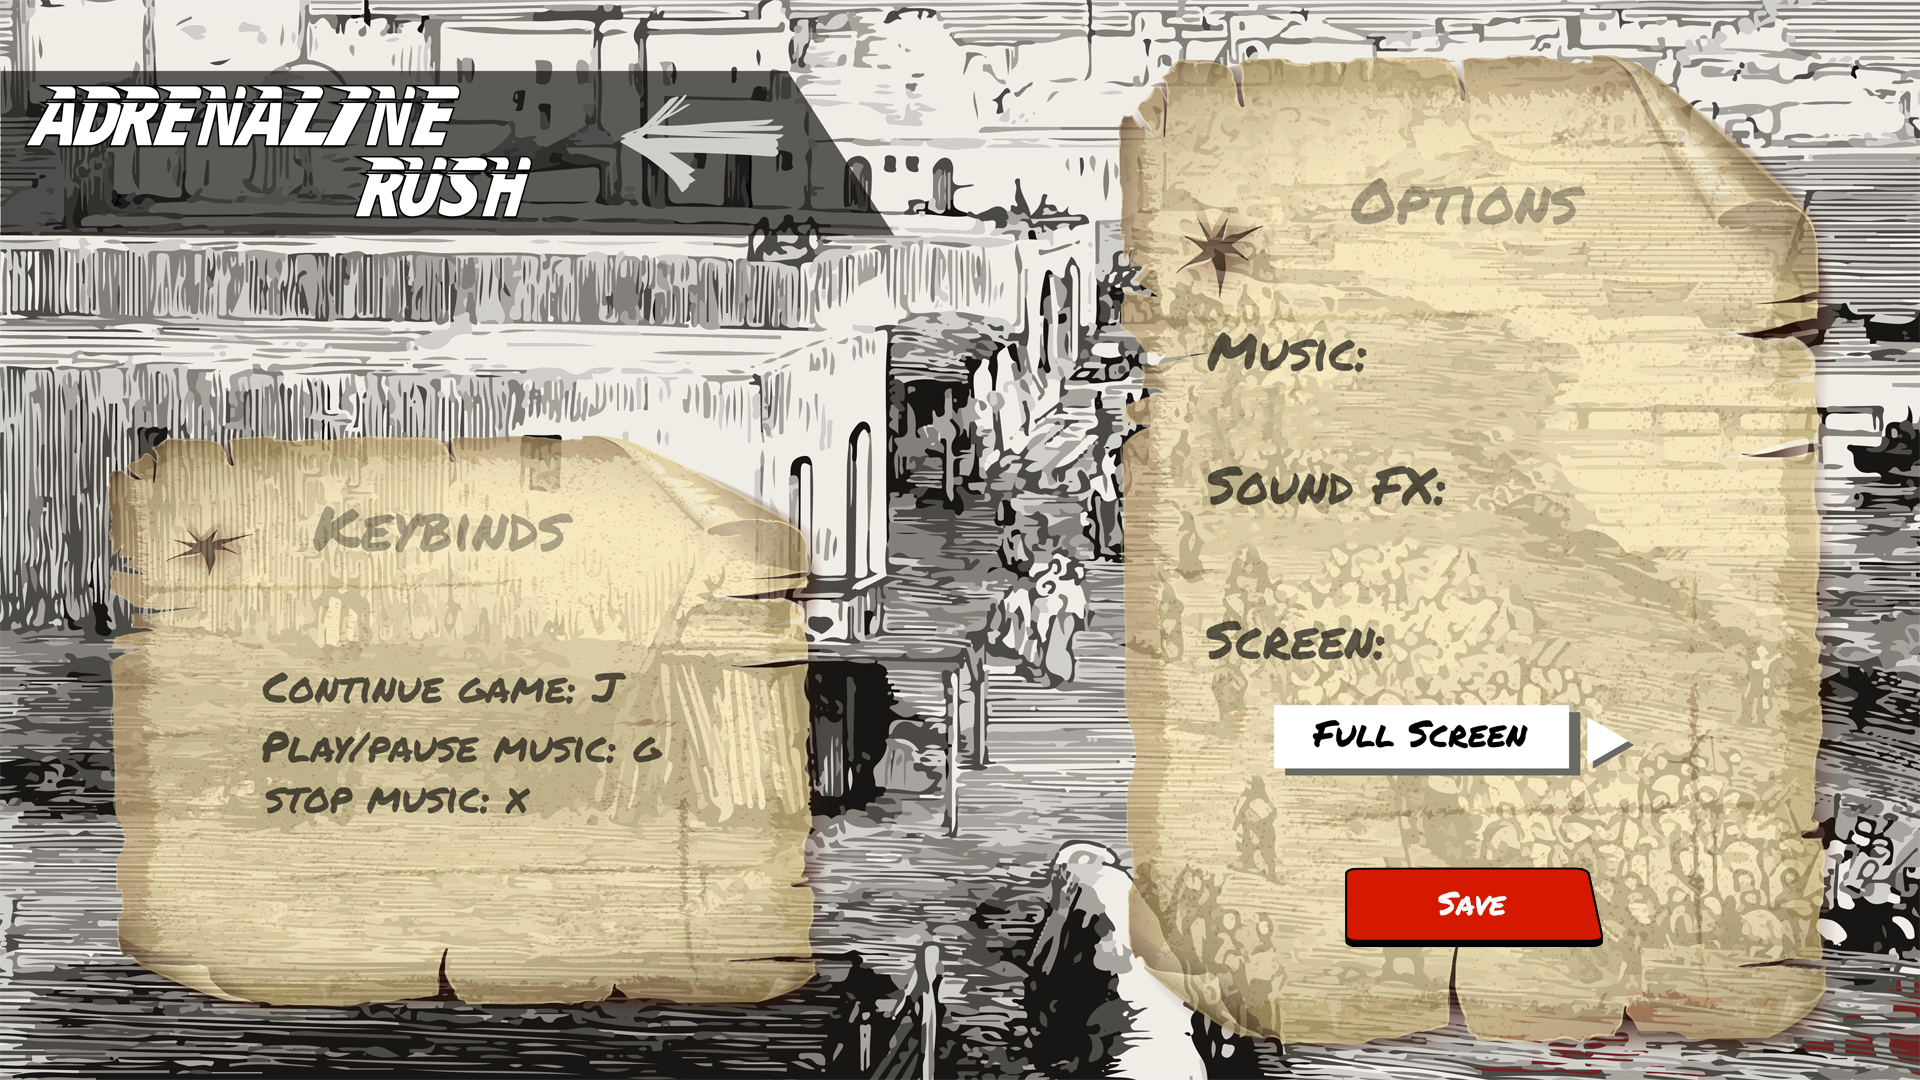 ADRENALINE
RUSH
KEYBINDS
CONTINUE GAME: J
PLAY/PAUSE MUSIC: G
STOP MUSIC: X
OPTIONS
MUSIC:
SOUND FX:
SCREEN:
FULL SCREEN
SAVE